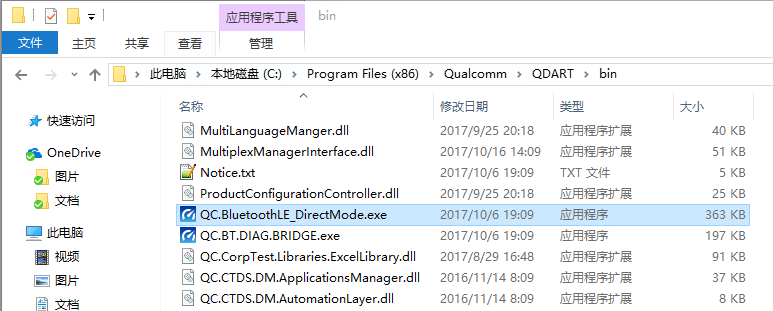 应用程序工具 bin
文件 主页 共享 查看 管理
此电脑 本地磁盘 (C:) Program Files (x86) Qualcomm QDART bin
名称 修改日期 类型 大小
快速访问
OneDrive
图片
文档
此电脑
视频
图片
文档
MultiLanguageManger.dll 2017/9/25 20:18 应用程序扩展 40 KB
MultiplexManagerInterface.dll 2017/10/16 14:09 应用程序扩展 51 KB
Notice.txt 2017/10/6 19:09 TXT 文件 5 KB
ProductConfigurationController.dll 2017/9/25 20:18 应用程序扩展 25 KB
QC.BluetoothLE_DirectMode.exe 2017/10/6 19:09 应用程序 363 KB
QC.BT.DIAG.BRIDGE.exe 2017/10/6 19:09 应用程序 197 KB
QC.CorpTest.Libraries.ExcelLibrary.dll 2017/8/29 16:48 应用程序扩展 91 KB
QC.CTDS.DM.ApplicationsManager.dll 2016/11/14 8:09 应用程序扩展 37 KB
QC.CTDS.DM.AutomationLayer.dll 2016/11/14 8:09 应用程序扩展 8 KB